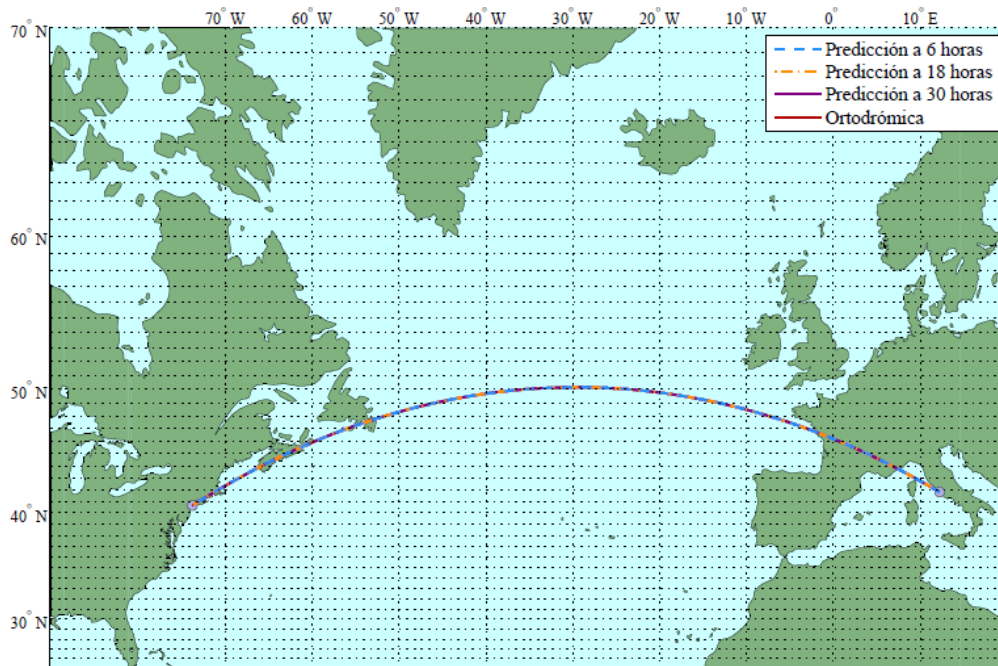 70 W 60 W 50 W 40 W 30 W 20 W 10 W 0° 10° E
70° N
60° N
50° N
40° N
30° N
Predicción a 6 horas
Predicción a 18 horas
Predicción a 30 horas
Ortodrómica